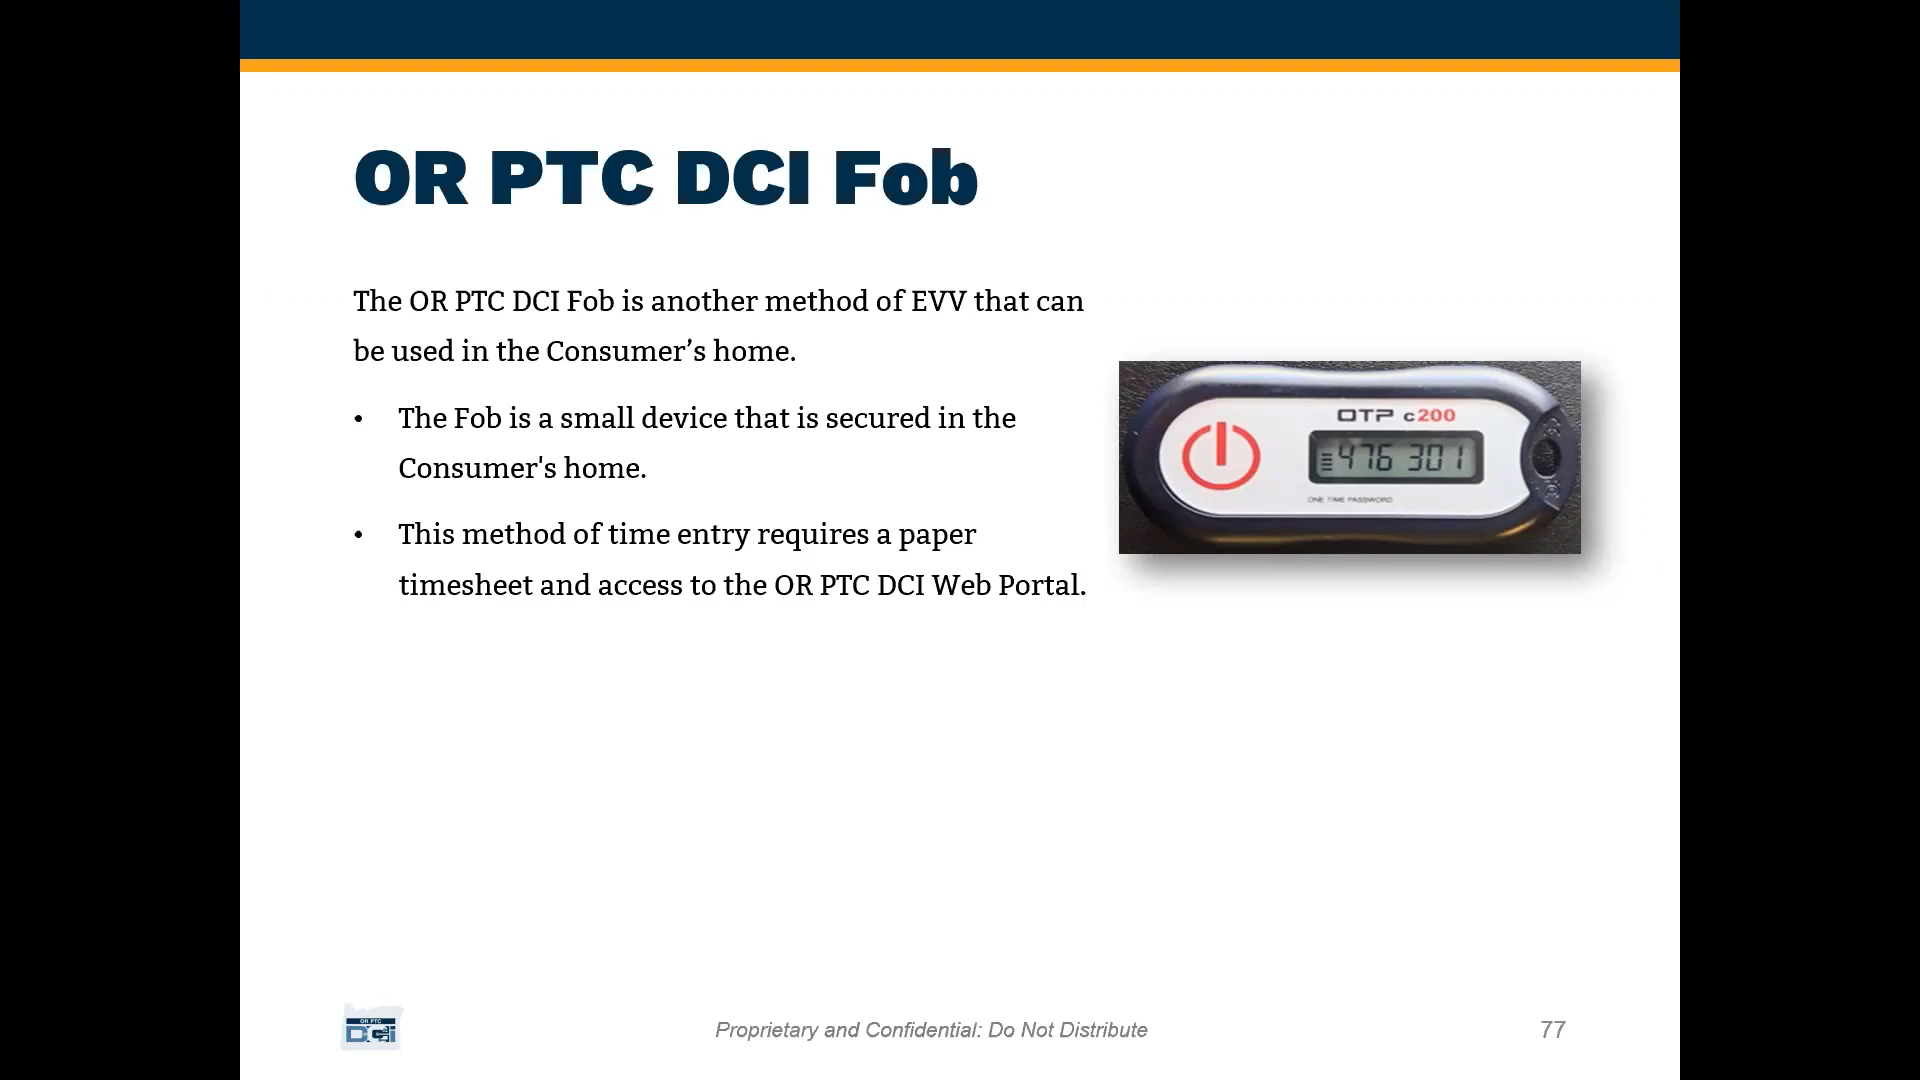 OR PTC DCI Fob
The OR PTC DCI Fob is another method of EVV that can
be used in the Consumer’s home.
• The Fob is a small device that is secured in the
Consumer's home.
• This method of time entry requires a paper
timesheet and access to the OR PTC DCI Web Portal.
OTP c200
476 301
ONE TIME PASSWORD
OR PTC
DCi
Proprietary and Confidential: Do Not Distribute
77